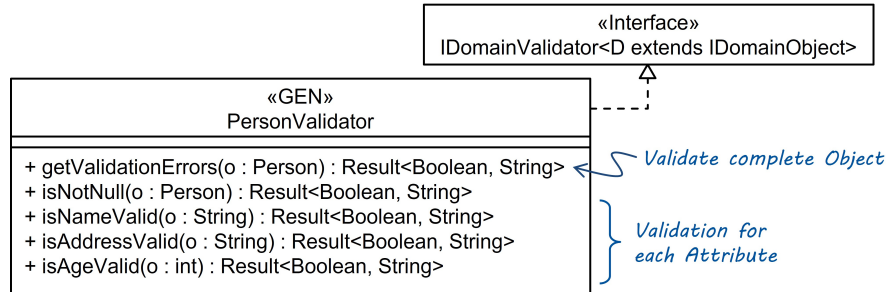 «Interface»
IDomainValidator<D extends IDomainObject>
«GEN»
PersonValidator
+ getValidationErrors(o : Person) : Result<Boolean, String>
Validate complete Object
+ isNotNull(o : Person) : Result<Boolean, String>
+ isNameValid(o : String) : Result<Boolean, String>
+ isAddressValid(o : String) : Result<Boolean, String>
+ isAgeValid(o : int) : Result<Boolean, String>
Validation for
each Attribute